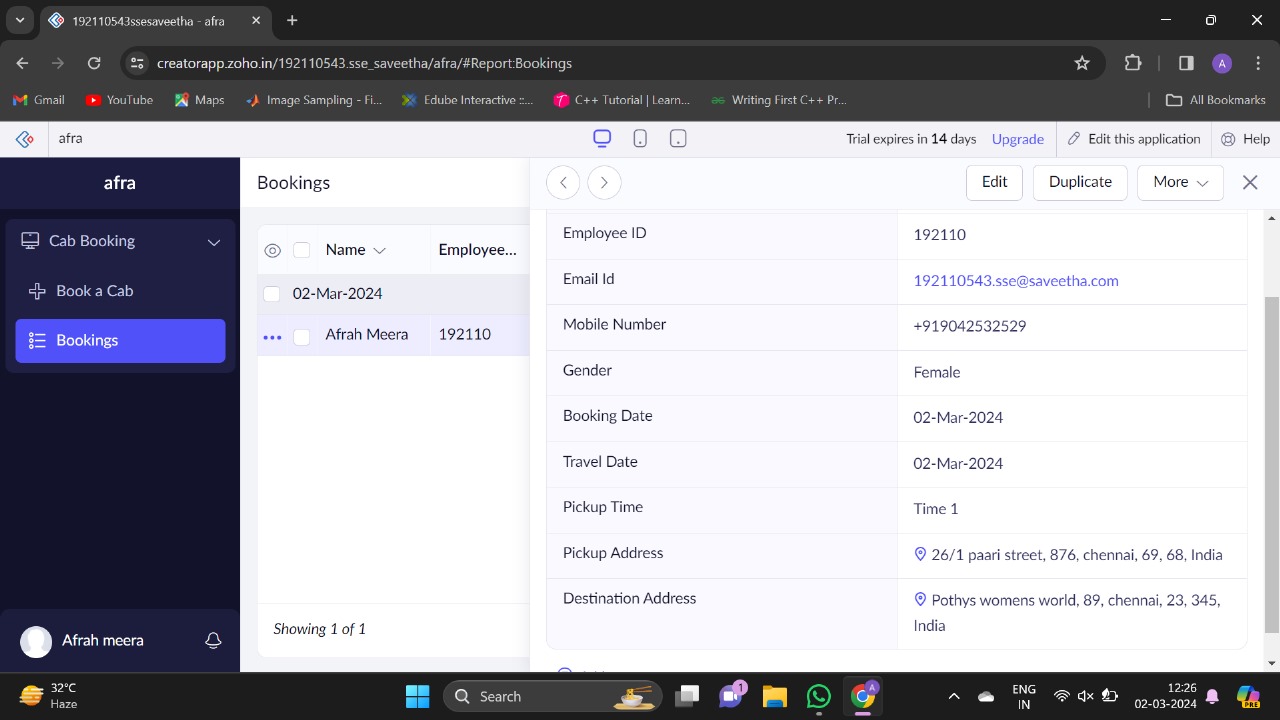 192110543ssesaveetha - afra
creatorapp.zoho.in/192110543.sse_saveetha/afra/#Report:Bookings
A
Gmail
YouTube
Maps
Image Sampling - Fi...
Edube Interactive ::...
C++ Tutorial | Learn...
Writing First C++ Pr...
All Bookmarks
afra
Trial expires in 14 days Upgrade
Edit this application
Help
afra
Cab Booking
Book a Cab
Bookings
Afrah meera
Bookings
Name
Employee...
02-Mar-2024
Afrah Meera
192110
Showing 1 of 1
Edit
Duplicate
More
Employee ID
192110
Email Id
192110543.sse@saveetha.com
Mobile Number
+919042532529
Gender
Female
Booking Date
02-Mar-2024
Travel Date
02-Mar-2024
Pickup Time
Time 1
Pickup Address
26/1 paari street, 876, chennai, 69, 68, India
Destination Address
Pothys womens world, 89, chennai, 23, 345,
India
32°C
Haze
Search
1
A
ENG
IN
12:26
02-03-2024
PRE